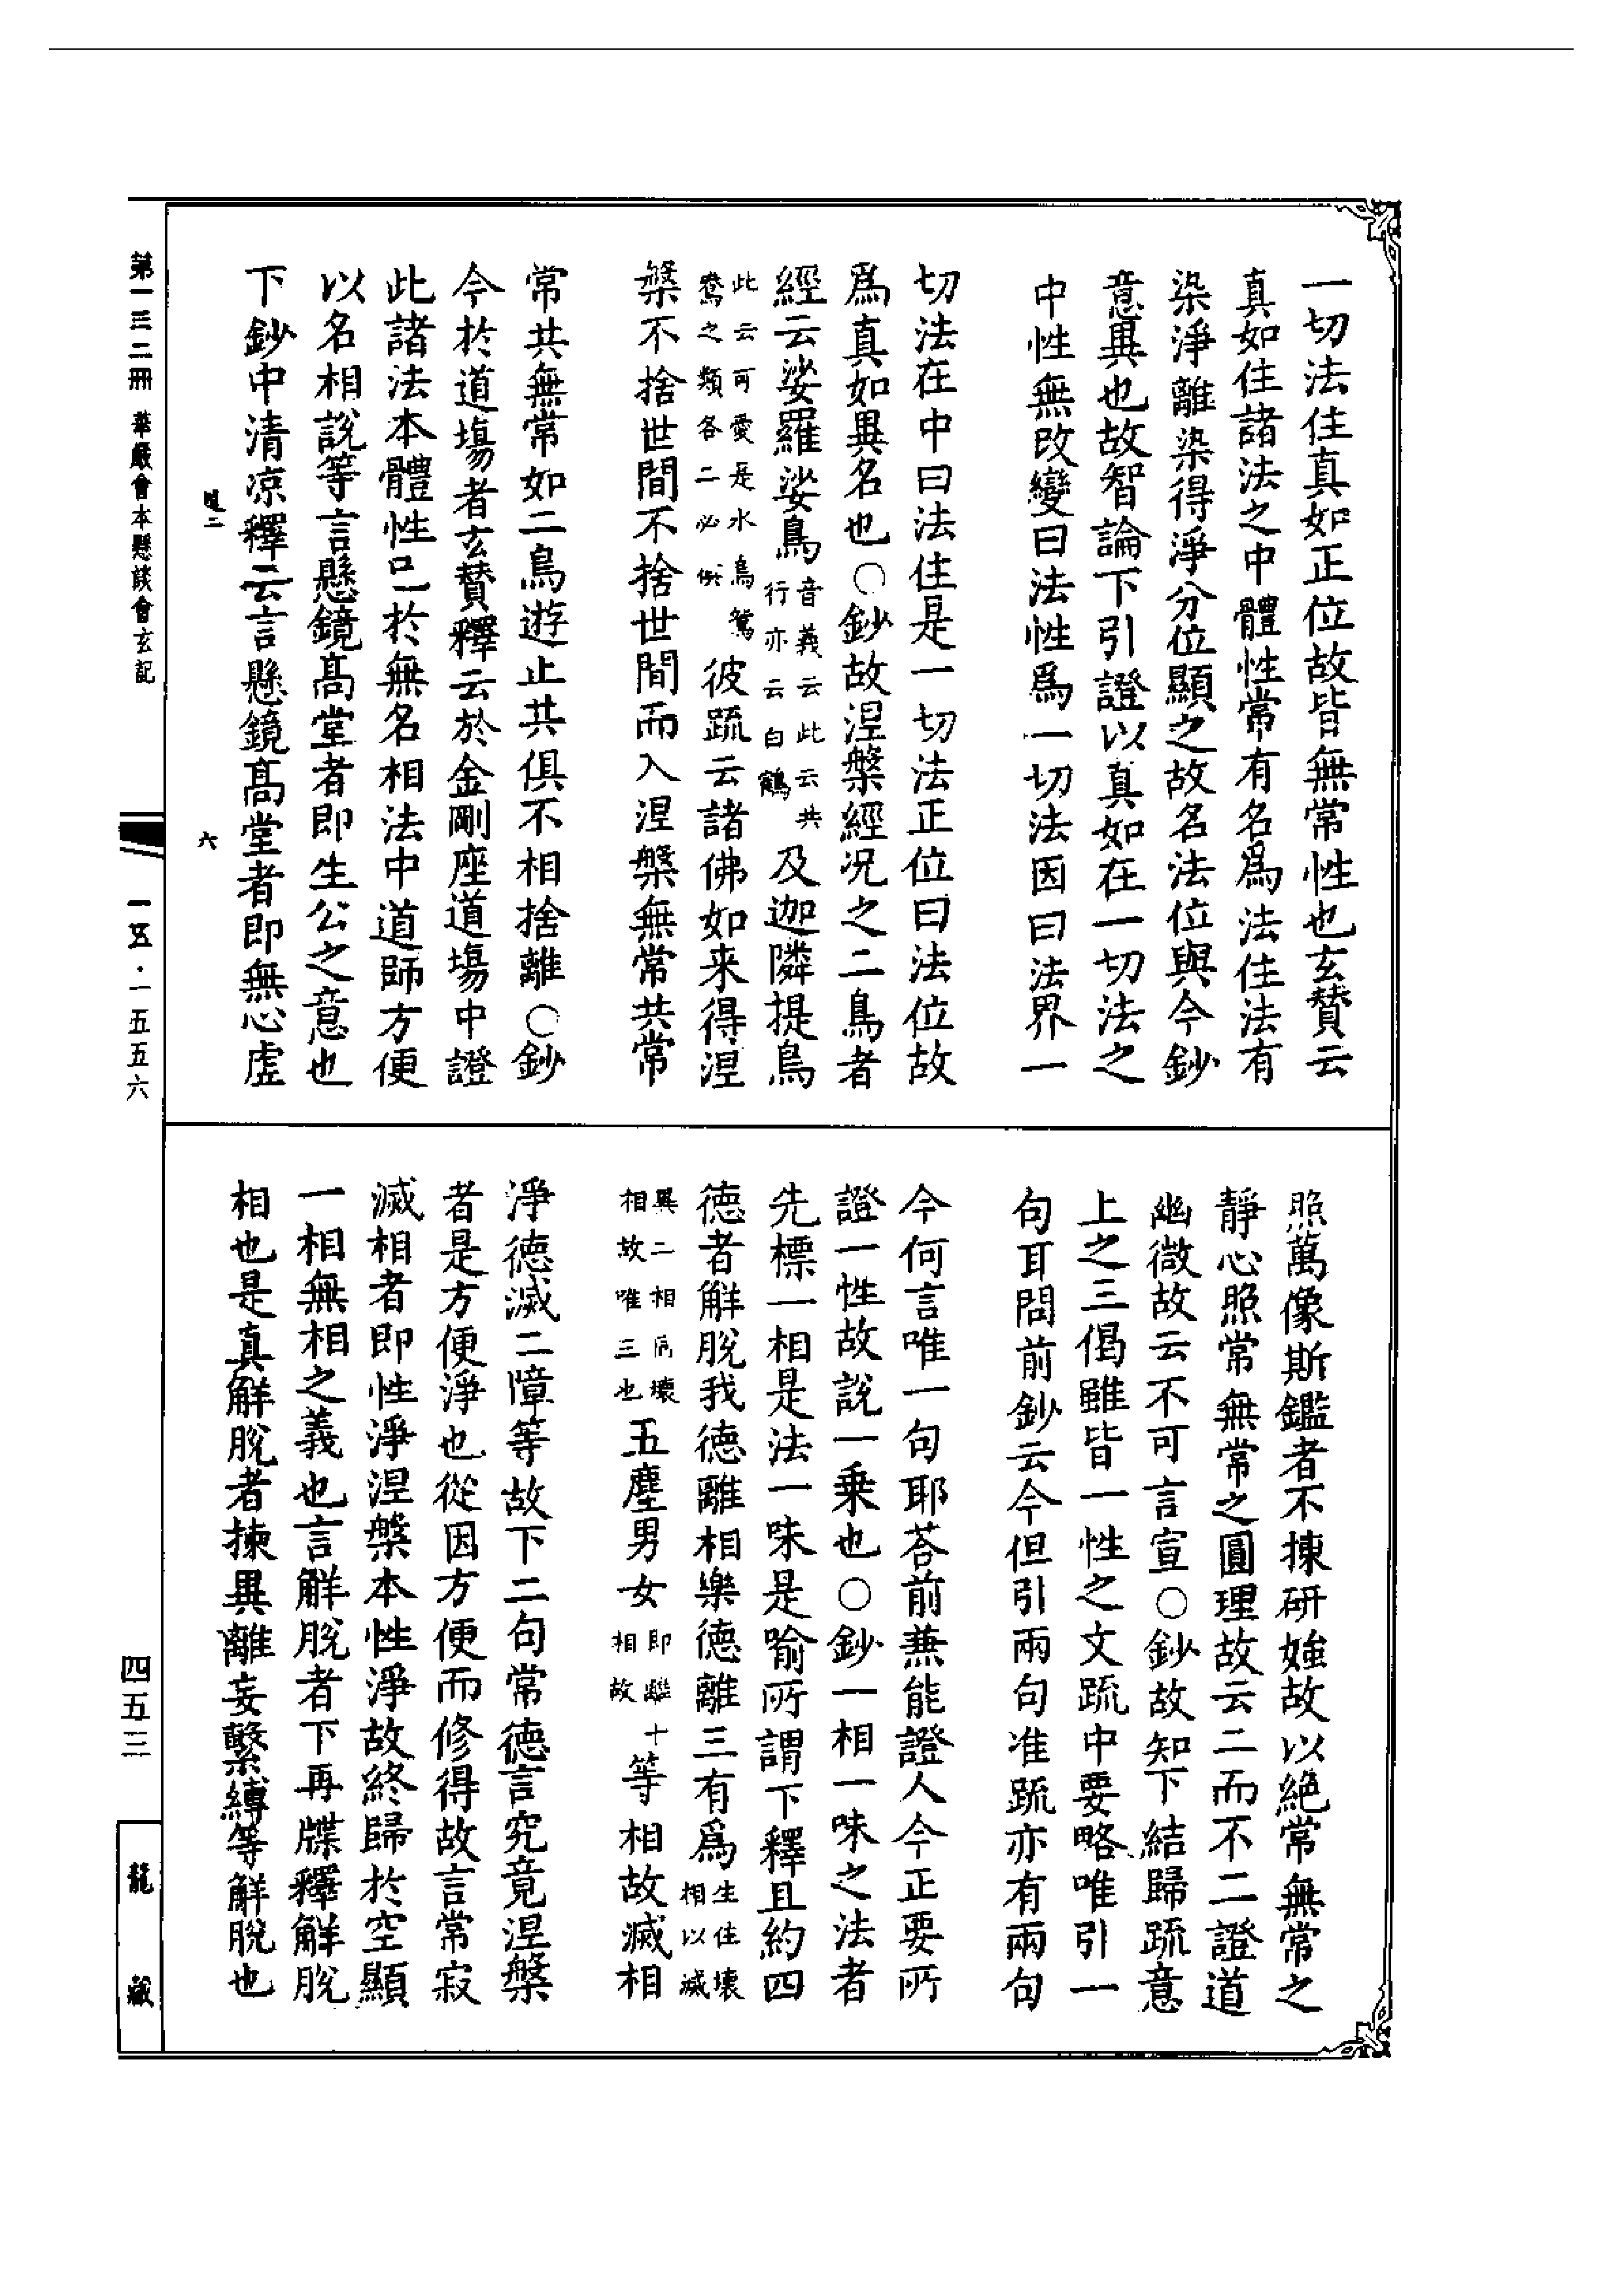 一切法住真如正位故皆無常性也玄賛云
真如住諸法之中體性常有名爲法住法有
染淨離染得淨分位顯之故名法位與今鈔
意異也故智論下引證以真如在一切法之
中性無改變曰法性爲一切法因曰法界一
切法在中曰法住是一切法正位曰法位故
爲真如異名也○鈔故涅槃經况之二鳥者
經云娑羅娑鳥音義云此云共行亦云白鶴及迦隣提鳥
此云可愛是水鳥鴛鴦之類各二必俱彼疏云諸佛如来得涅
槃不捨世間不捨世間而入涅槃無常共常
常共無常如二鳥遊止共俱不相捨離○鈔
今於道場者玄賛釋云於金剛座道場中證
此諸法本體性已於無名相法中道師方便
以名相說等言懸鏡髙堂者即生公之意也
下鈔中清凉釋云言懸鏡髙堂者即無心虛
六
照萬像斯鑑者不揀研媸故以絶常無常之
靜心照常無常之圓理故云二而不二證道
幽微故云不可言宣○鈔故知下結歸疏意
上之三偈雖皆一性之文疏中要略唯引一
句耳問前鈔云今但引兩句准疏亦有兩句
今何言唯一句耶荅前兼能證人今正要所
證一性故說一乗也○鈔一相一味之法者
先標一相是法一味是喻所謂下釋且約四
德者解脫我德離相樂德離三有爲生住壞相以滅
異二相同壞相故唯三也五塵男女即離十相故等相故滅相
淨德滅二障等故下二句常德言究竟涅槃
者是方便淨也從因方便而修得故言常寂
滅相者即性淨涅槃本性淨故終歸於空顯
一相無相之義也言解脫者下再牒釋解脫
相也是真解脫者揀異離妄繫縛等解脫也
第一三二冊 華嚴會本懸談會玄記
一五·一五五六
四五三
龍藏